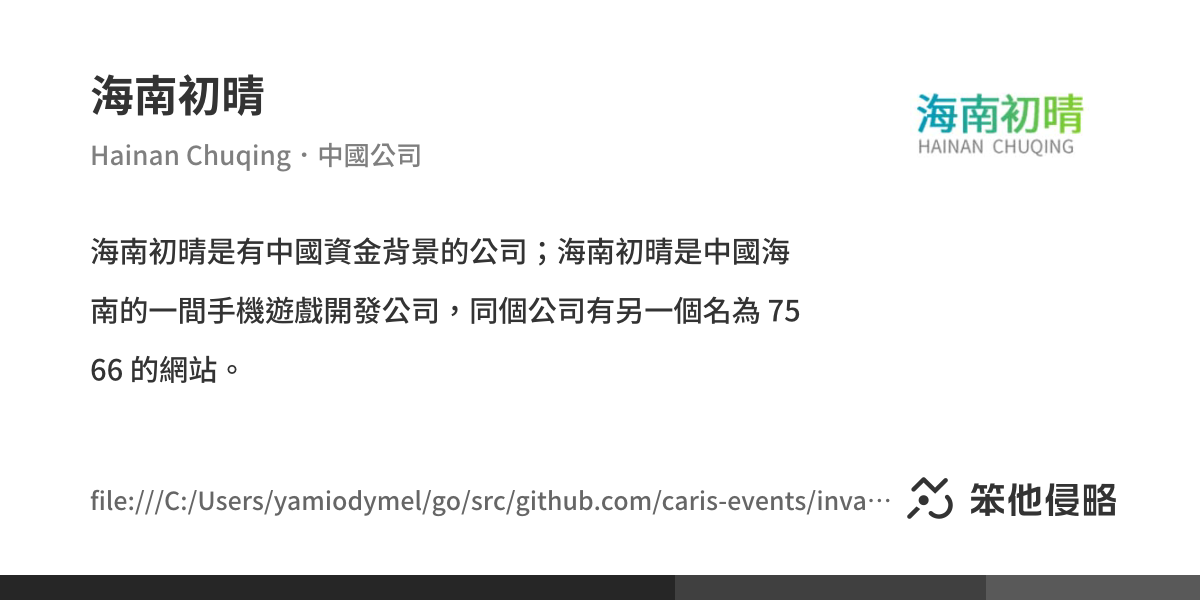 海南初晴
Hainan Chuqing・中國公司
海南初晴
HAINAN CHUQING
海南初晴是有中國資金背景的公司；海南初晴是中國海
南的一間手機遊戲開發公司，同個公司有另一個名為 75
66 的網站。
file:///C:/Users/yamiodymel/go/src/github.com/caris-events/inva…
笨他侵略